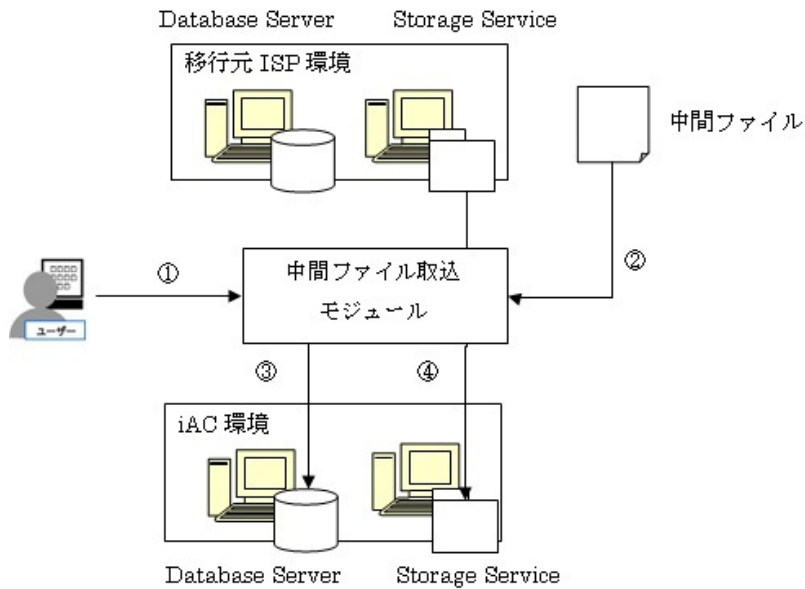 Database Server
Storage Service
移行元 ISP 環境
中間ファイル
①
②
中間ファイル取込
モジュール
ユーザー
③
④
iAC 環境
Database Server
Storage Service